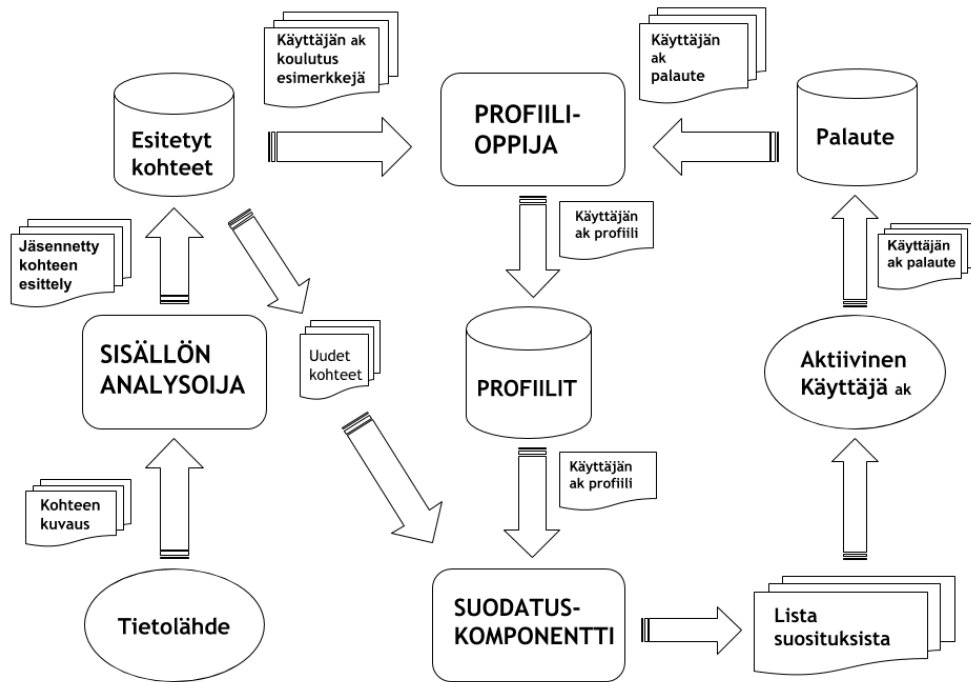 Käyttäjän ak
koulutus
esimerkkejä
Käyttäjän
ak
palaute
Esitetyt
kohteet
PROFIILI-
OPPIJA
Palaute
Jäsennetty
kohteen
esittely
Käyttäjän
ak profiili
Käyttäjän
ak palaute
SISÄLLÖN
ANALYSOIJA
Uudet
kohteet
PROFIILIT
Aktiivinen
Käyttäjä ak
Kohteen
kuvaus
Käyttäjän
ak profiili
Tietolähde
SUODATUS-
KOMPONENTTI
Lista
suosituksista